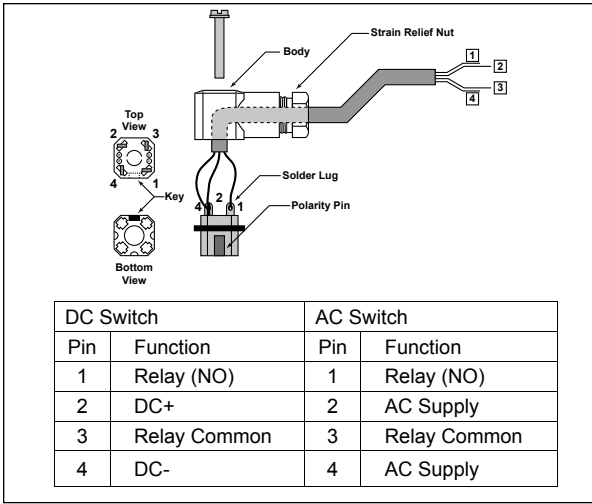 Strain Relief Nut
Body
1
2
3
4
Top
View
2 3
4 1
Key
Solder Lug
4 2 1
Polarity Pin
Bottom
View
DC Switch AC Switch
Pin Function Pin Function
1 Relay (NO) 1 Relay (NO)
2 DC+ 2 AC Supply
3 Relay Common 3 Relay Common
4 DC- 4 AC Supply